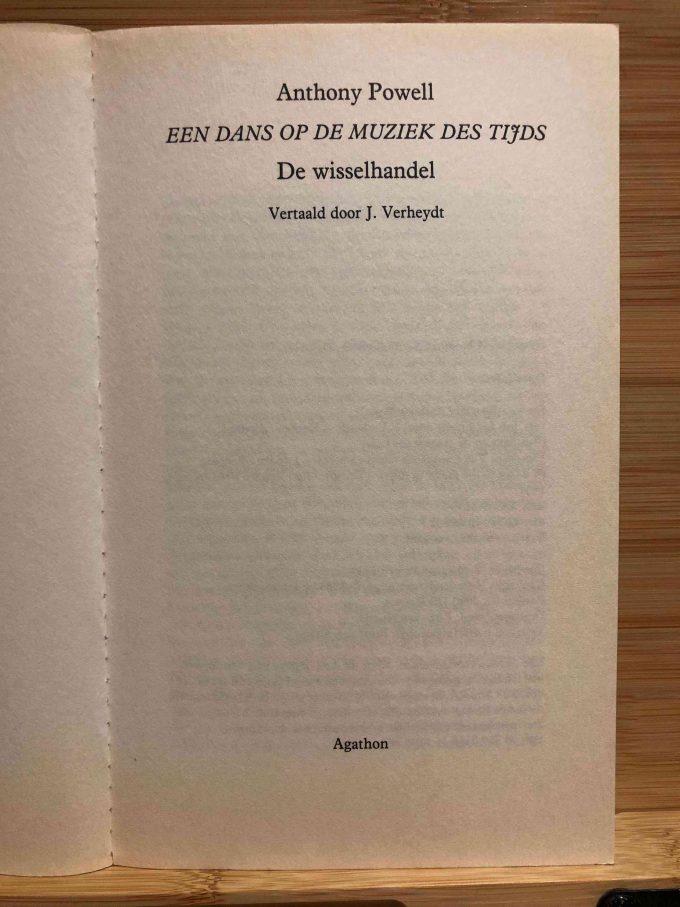 Anthony Powell
EEN DANS OP DE MUZIEK DES TIJDS
De wisselhandel
Vertaald door J. Verheydt
Agathon